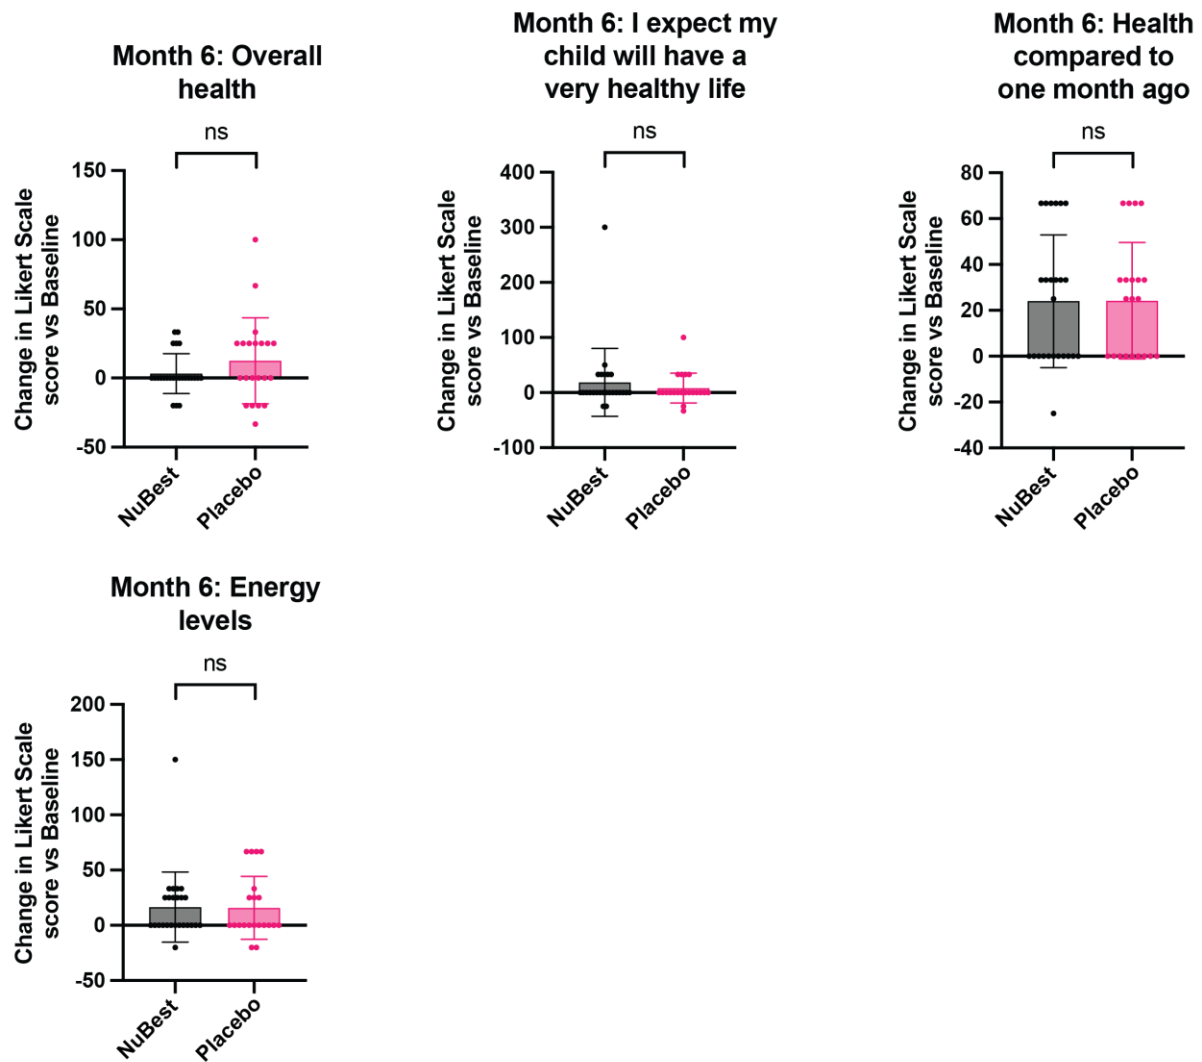 Month 6: Overall
health
ns
Change in Likert Scale
score vs Baseline
150
100
50
0
-50
NuBest
Placebo
Month 6: I expect my
child will have a
very healthy life
ns
Change in Likert Scale
score vs Baseline
400
300
200
100
0
-100
NuBest
Placebo
Month 6: Health
compared to
one month ago
ns
Change in Likert Scale
score vs Baseline
80
60
40
20
0
-20
-40
NuBest
Placebo
Month 6: Energy
levels
ns
Change in Likert Scale
score vs Baseline
200
150
100
50
0
-50
NuBest
Placebo